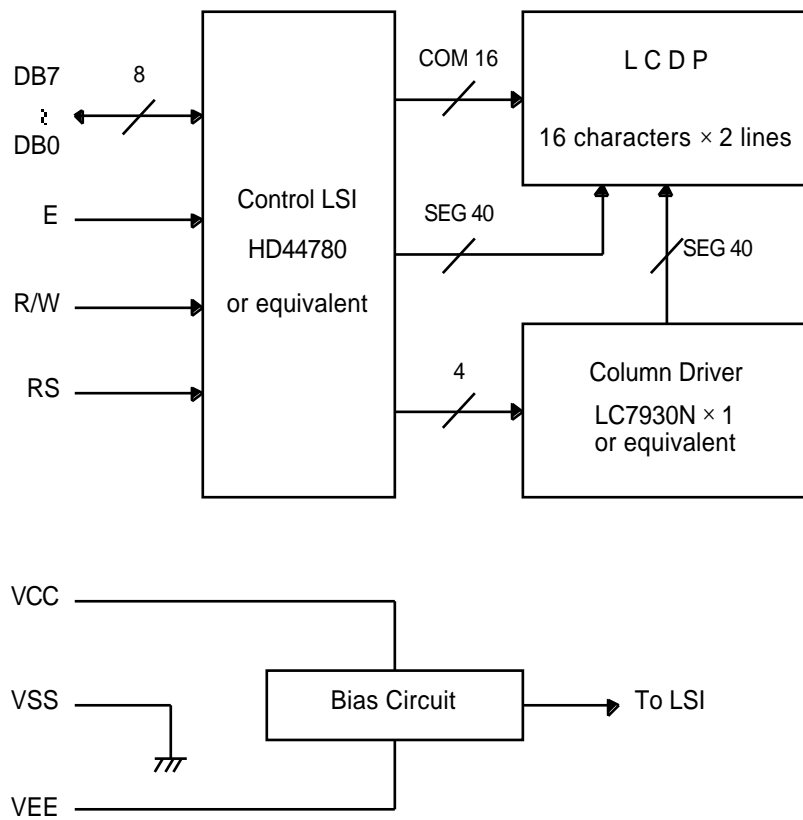 DB7
DB0
8
E
R/W
RS
Control LSI
HD44780
or equivalent
COM 16
SEG 40
4
L C D P
16 characters × 2 lines
SEG 40
Column Driver
LC7930N × 1
or equivalent
VCC
VSS
VEE
Bias Circuit
To LSI